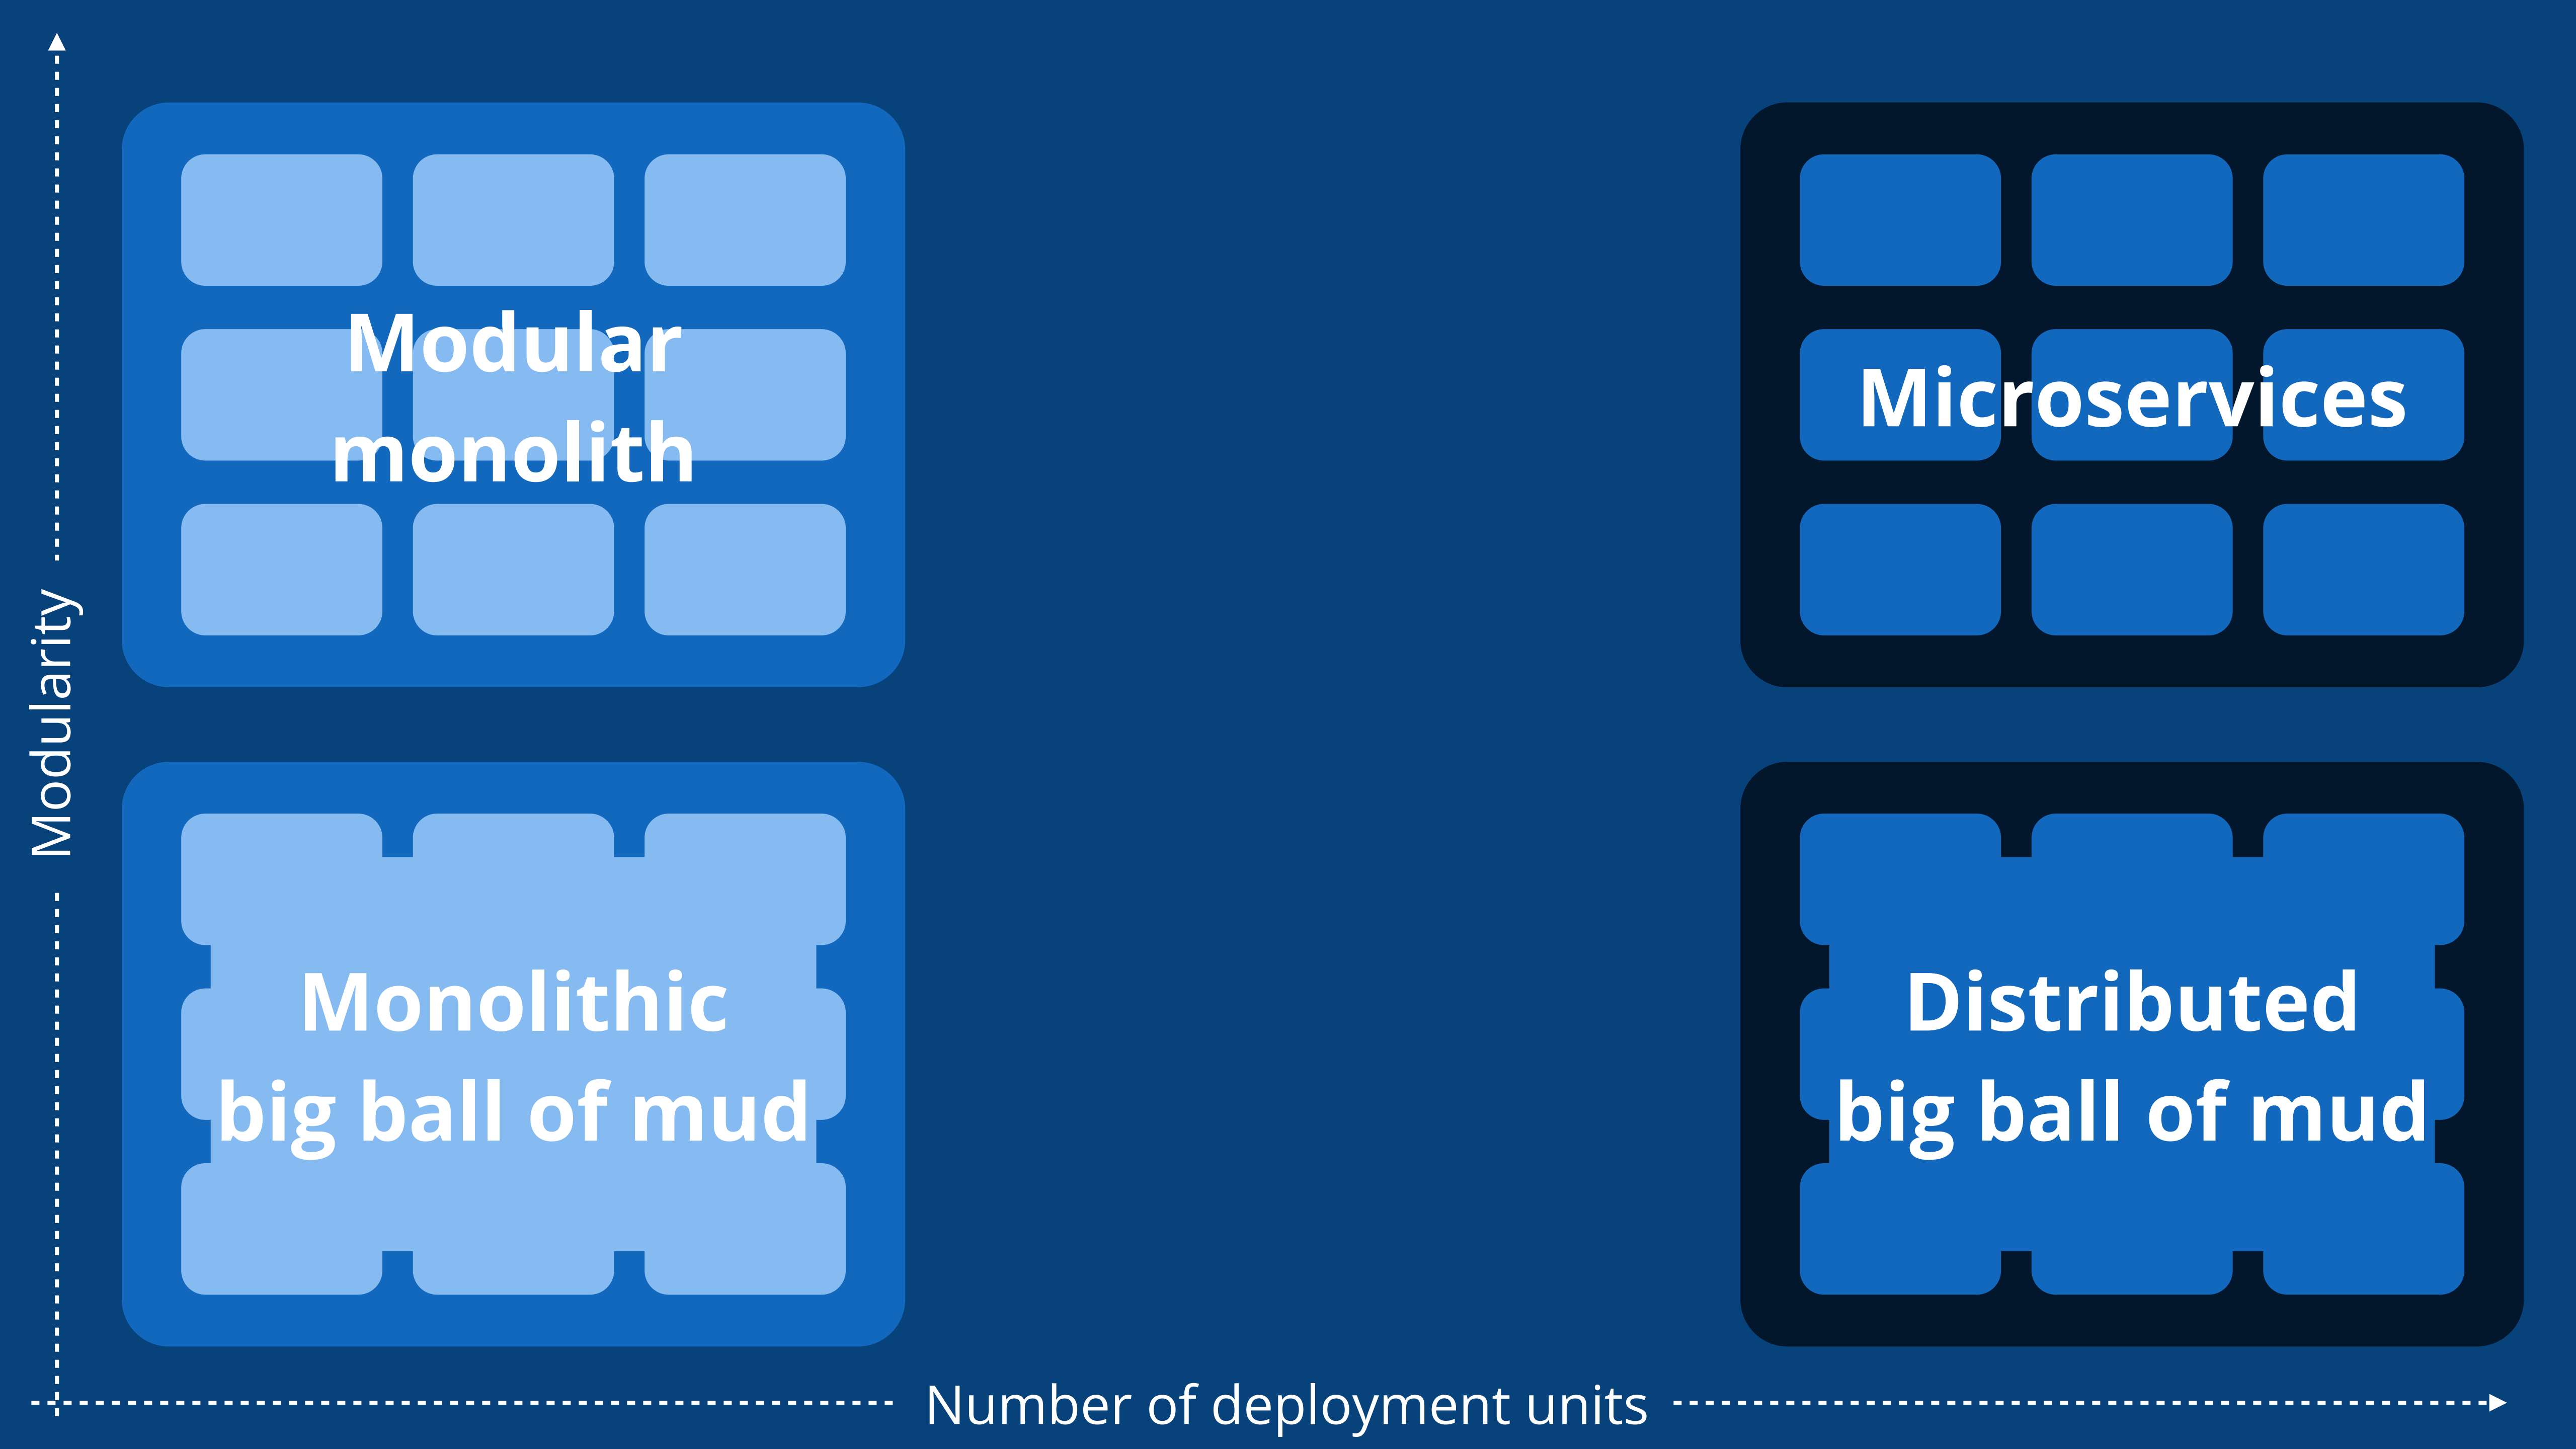 Modular
monolith
Microservices
Modularity
Monolithic
big ball of mud
Distributed
big ball of mud
Number of deployment units